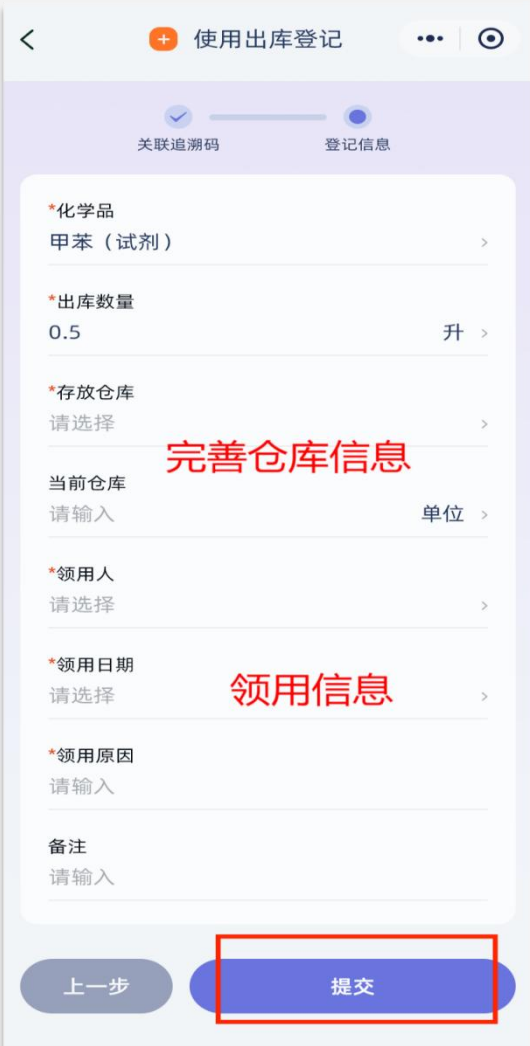 使用出库登记
关联追溯码
登记信息
*化学品
甲苯（试剂）
*出库数量
0.5 升
*存放仓库
请选择
完善仓库信息
当前仓库
请输入 单位
*领用人
请选择
*领用日期
请选择
领用信息
*领用原因
请输入
备注
请输入
上一步 提交